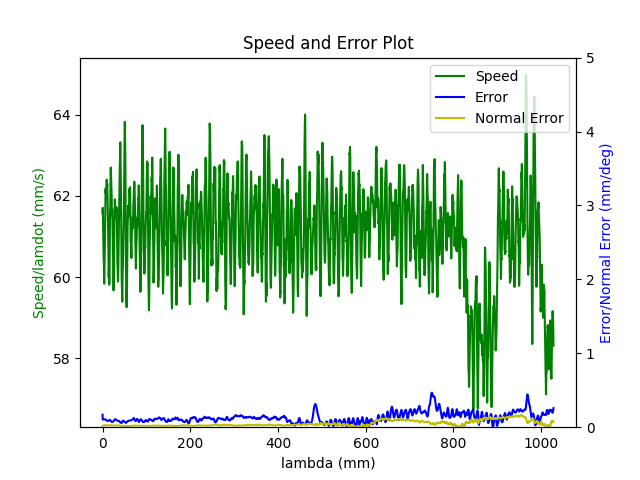 Speed and Error Plot
Speed
Error
Normal Error
64
62
60
58
5
4
3
2
1
0
0
200
400
600
800
1000
Speed/lamdot (mm/s)
Error/Normal Error (mm/deg)
lambda (mm)